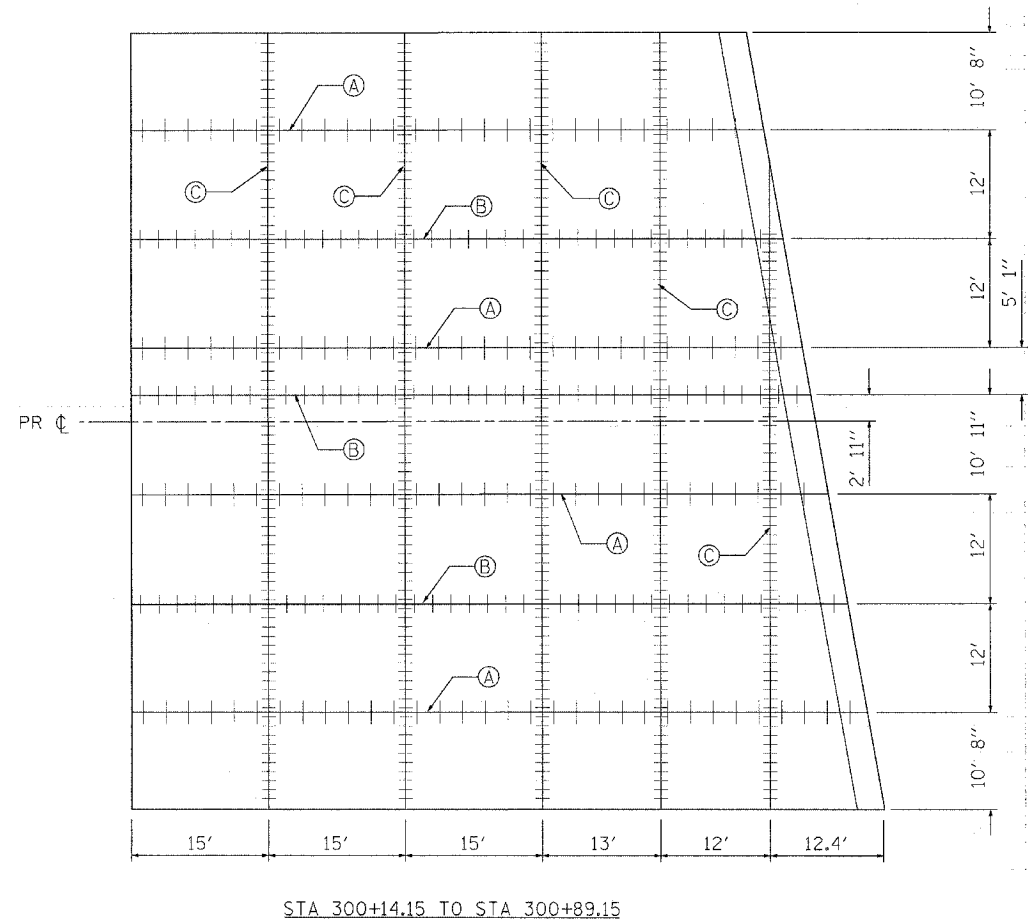 10' 8"
A
12'
C
C
C
B
12'
5' 1"
C
A
PR ℄
B
2' 11"
10' 11"
A
C
12'
B
12'
A
10' 8"
15'
15'
15'
13'
12'
12.4'
STA 300+14.15 TO STA 300+89.15